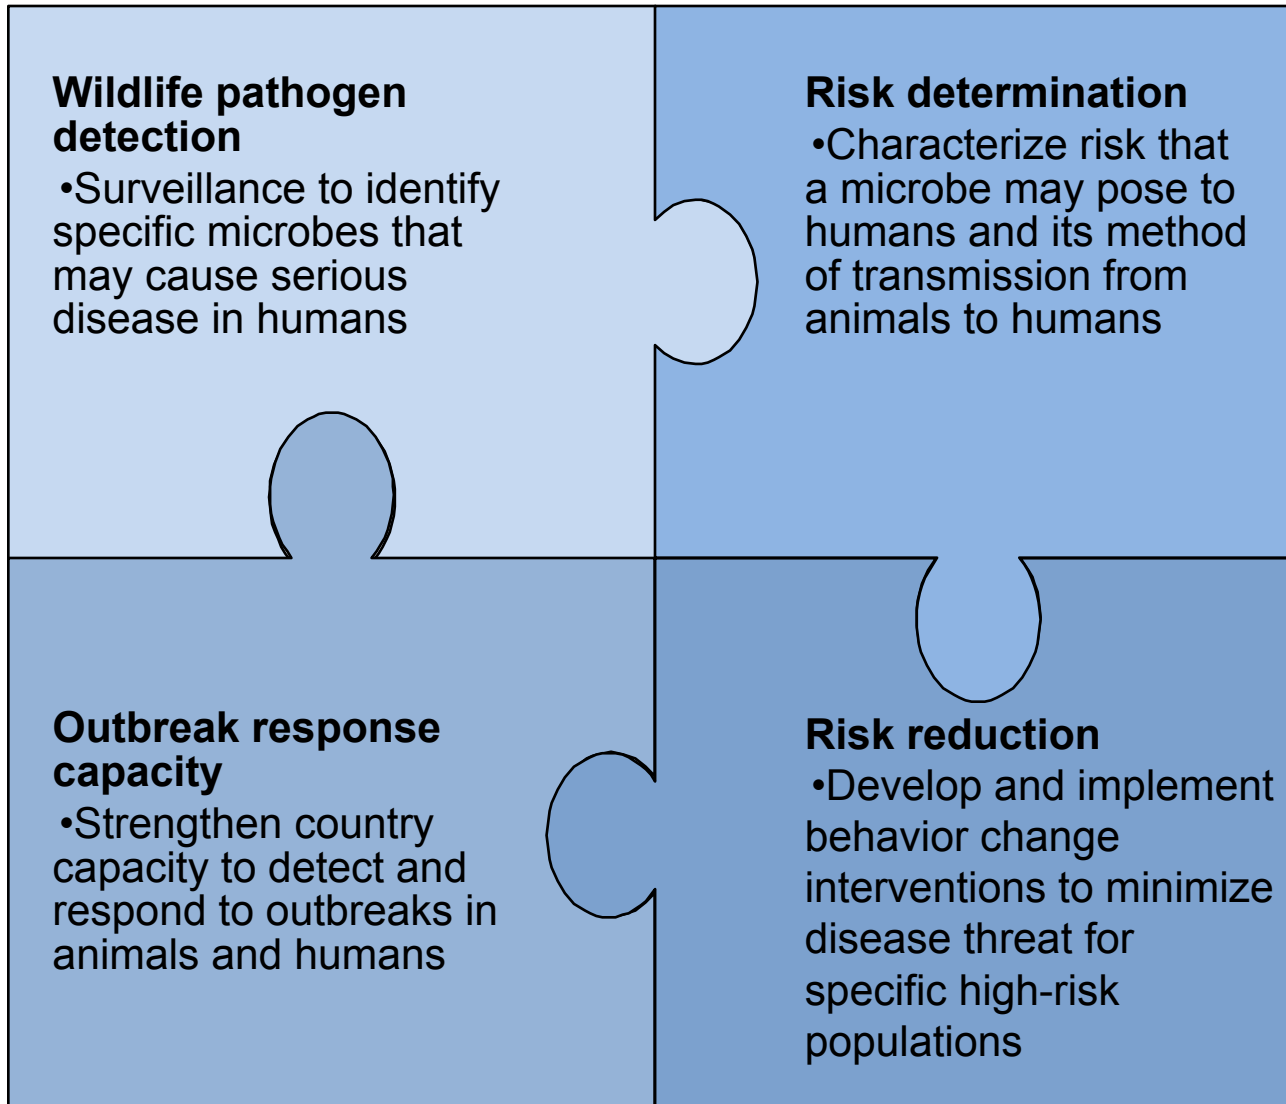 Wildlife pathogen
detection
•Surveillance to identify
specific microbes that
may cause serious
disease in humans
Risk determination
•Characterize risk that
a microbe may pose to
humans and its method
of transmission from
animals to humans
Outbreak response
capacity
•Strengthen country
capacity to detect and
respond to outbreaks in
animals and humans
Risk reduction
•Develop and implement
behavior change
interventions to minimize
disease threat for
specific high-risk
populations